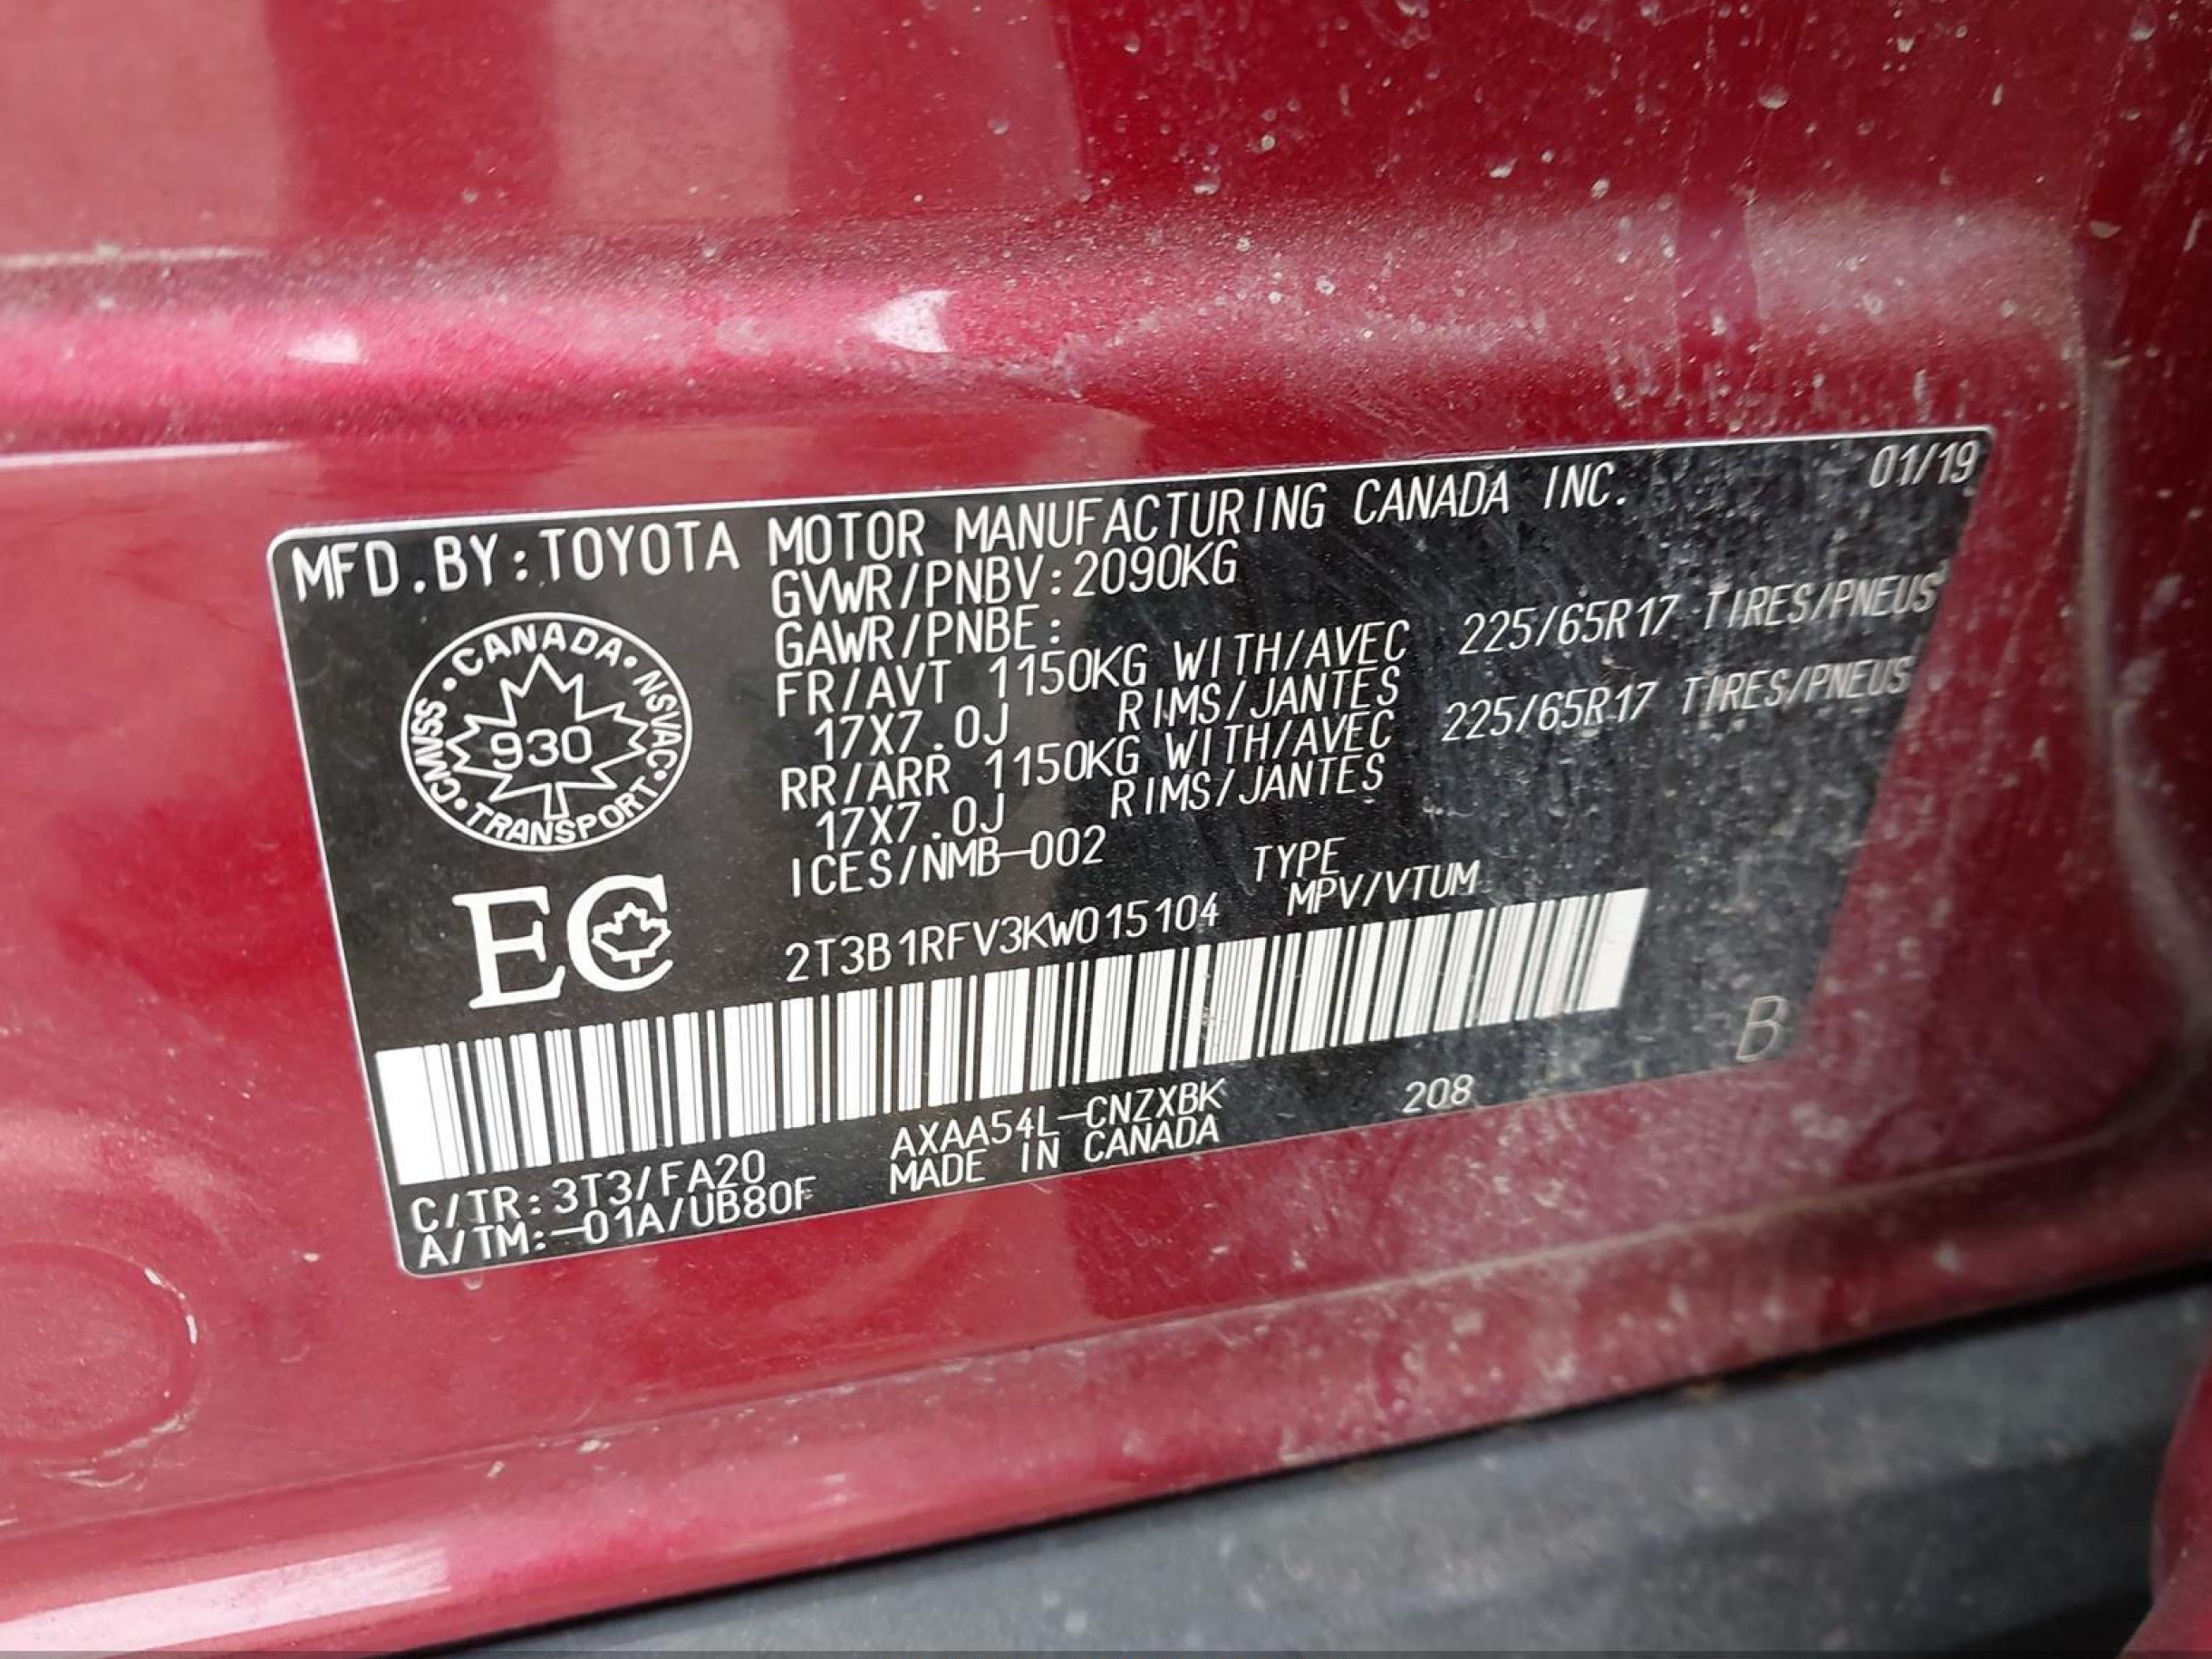 MFD.BY:TOYOTA MOTOR MANUFACTURING CANADA INC. 01/19
GVWR/PNBV:2090KG
GAWR/PNBE:
FR/AVT 1150KG WITH/AVEC 225/65R17 TIRES/PNEUS
17X7.0J RIMS/JANTES
RR/ARR 1150KG WITH/AVEC 225/65R17 TIRES/PNEUS
17X7.0J RIMS/JANTES
ICES/NMB-002
CANADA • NSVAC • TRANSPORT • CMVSS •
930
EC
TYPE
2T3B1RFV3KW015104 MPV/VTUM
B
C/TR:3T3/FA20 AXAA54L-CNZXBK 208
A/TM:-01A/UB80F MADE IN CANADA